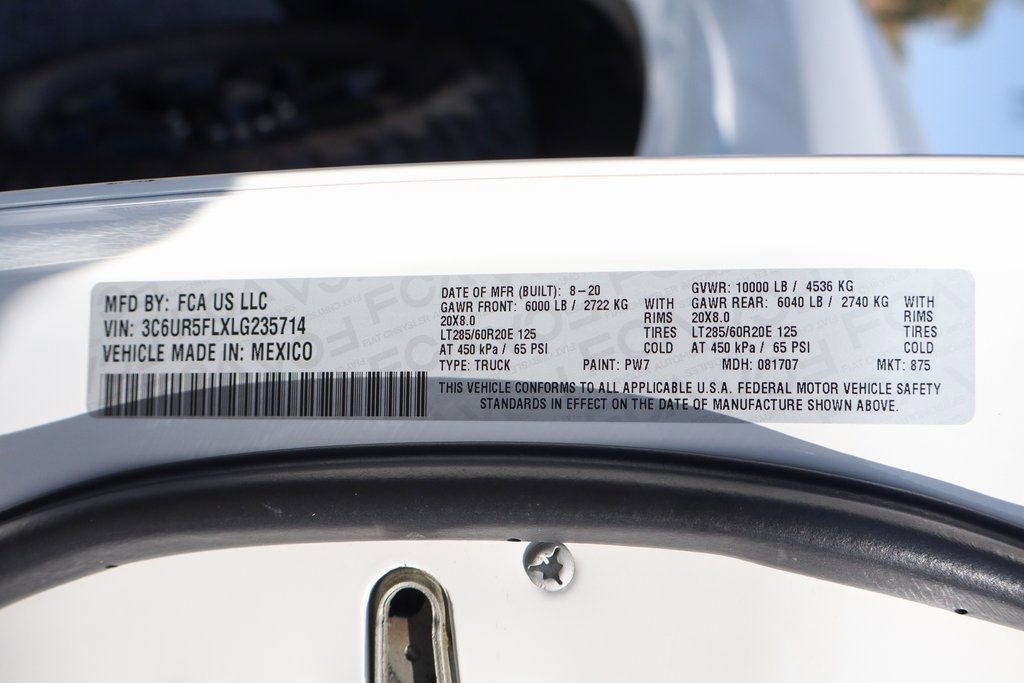 MFD BY: FCA US LLC
VIN: 3C6UR5FLXLG235714
VEHICLE MADE IN: MEXICO
DATE OF MFR (BUILT): 8-20
GAWR FRONT: 6000 LB / 2722 KG WITH
20X8.0 RIMS
LT285/60R20E 125 TIRES
AT 450 kPa / 65 PSI COLD
GVWR: 10000 LB / 4536 KG
GAWR REAR: 6040 LB / 2740 KG WITH
20X8.0 RIMS
LT285/60R20E 125 TIRES
AT 450 kPa / 65 PSI COLD
TYPE: TRUCK PAINT: PW7 MDH: 081707 MKT: 875
THIS VEHICLE CONFORMS TO ALL APPLICABLE U.S.A. FEDERAL MOTOR VEHICLE SAFETY
STANDARDS IN EFFECT ON THE DATE OF MANUFACTURE SHOWN ABOVE.